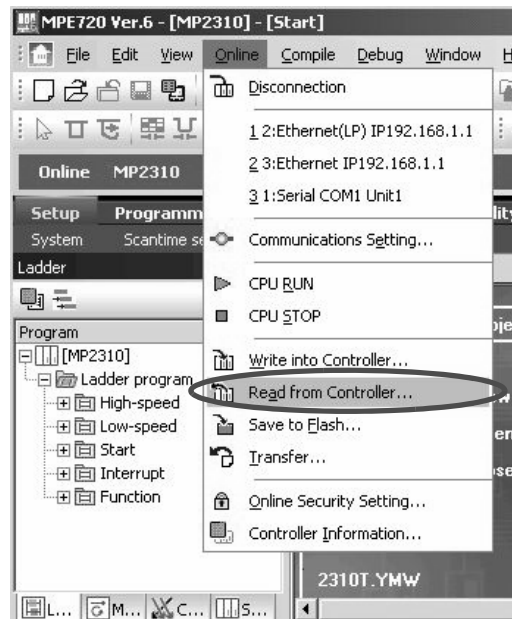 MPE720 Ver.6 - [MP2310] - [Start]
File Edit View Online Compile Debug Window H
Online MP2310
Setup Programm
System Scantime se
Ladder
Program
[MP2310]
Ladder program
High-speed
Low-speed
Start
Interrupt
Function
L... M... C... S...
Disconnection
1 2:Ethernet(LP) IP192.168.1.1
2 3:Ethernet IP192.168.1.1
3 1:Serial COM1 Unit1
Communications Setting...
CPU RUN
CPU STOP
Write into Controller...
Read from Controller...
Save to Flash...
Transfer...
Online Security Setting...
Controller Information...
2310T.YMW